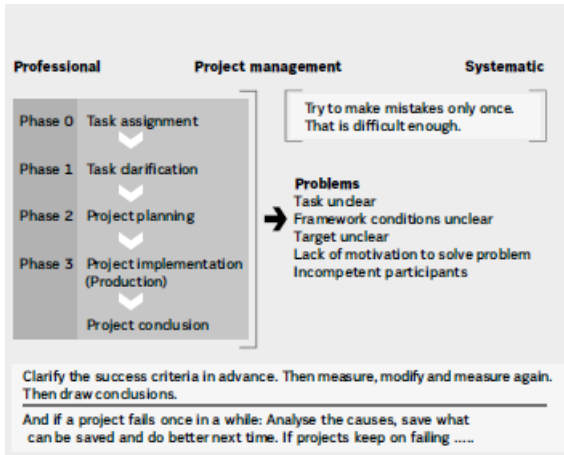 Professional Project management Systematic
Try to make mistakes only once.
That is difficult enough.
Phase 0 Task assignment
Phase 1 Task clarification
Phase 2 Project planning
Phase 3 Project implementation
(Production)
Project conclusion
Problems
Task unclear
Framework conditions unclear
Target unclear
Lack of motivation to solve problem
Incompetent participants
Clarify the success criteria in advance. Then measure, modify and measure again.
Then draw conclusions.
And if a project fails once in a while: Analyse the causes, save what
can be saved and do better next time. If projects keep on failing .....